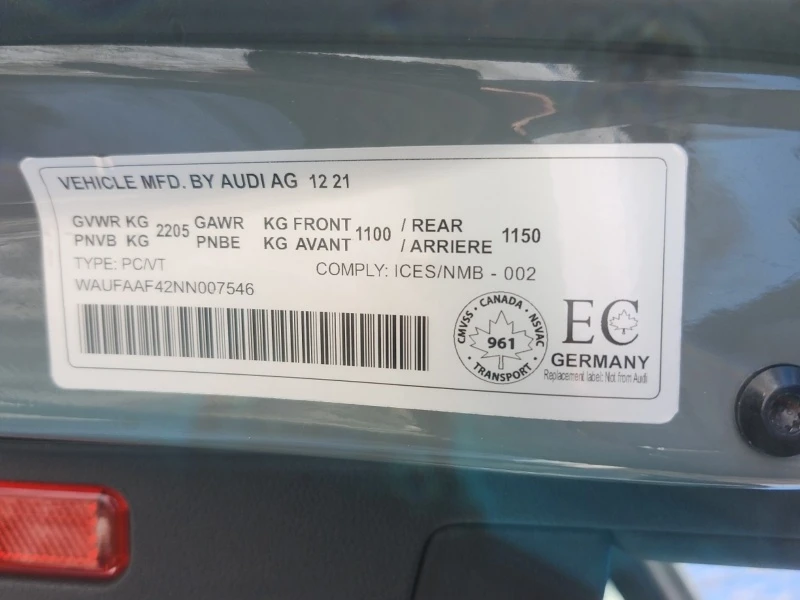 VEHICLE MFD. BY AUDI AG 12 21
GVWR KG 2205 GAWR KG FRONT 1100 / REAR 1150
PNVB KG PNBE KG AVANT / ARRIERE
TYPE: PC/VT COMPLY: ICES/NMB - 002
WAUFAAF42NN007546
CMVSS · CANADA · NSVAC
961
· TRANSPORT ·
EC
GERMANY
Replacement label: Not from Audi